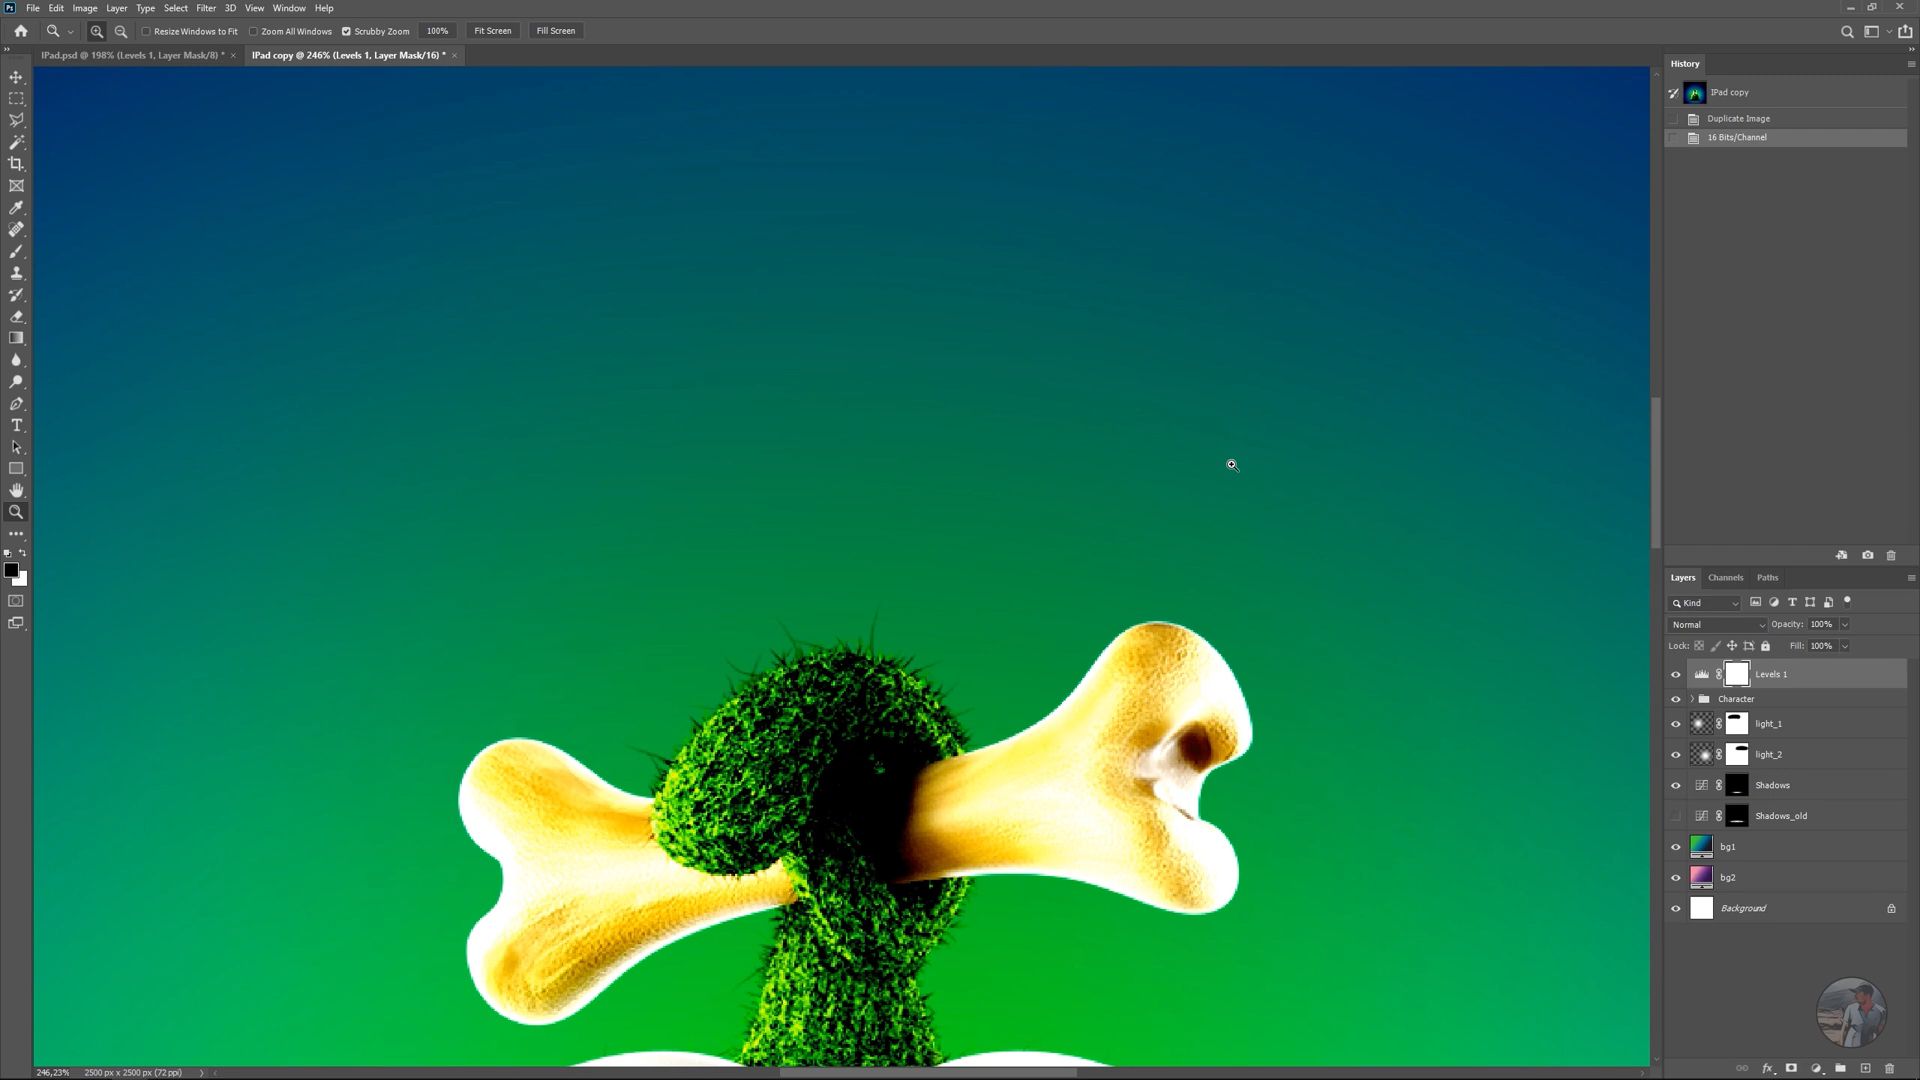 Ps File Edit Image Layer Type Select Filter 3D View Window Help
Resize Windows to Fit Zoom All Windows Scrubby Zoom 100% Fit Screen Fill Screen
IPad.psd @ 198% (Levels 1, Layer Mask/8) * × IPad copy @ 246% (Levels 1, Layer Mask/16) * ×
History
IPad copy
Duplicate Image
16 Bits/Channel
Layers Channels Paths
Kind
Normal Opacity: 100%
Lock: Fill: 100%
Levels 1
Character
light_1
light_2
Shadows
Shadows_old
bg1
bg2
Background
246,23% 2500 px x 2500 px (72 ppi)